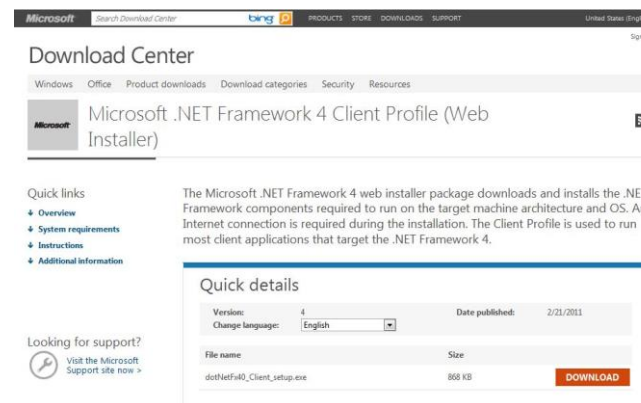 Microsoft Search Download Center bing PRODUCTS STORE DOWNLOADS SUPPORT United States (Engl
Sig
Download Center
Windows Office Product downloads Download categories Security Resources
Microsoft
Microsoft .NET Framework 4 Client Profile (Web
Installer)
Quick links
Overview
System requirements
Instructions
Additional information
The Microsoft .NET Framework 4 web installer package downloads and installs the .NE
Framework components required to run on the target machine architecture and OS. A
Internet connection is required during the installation. The Client Profile is used to run
most client applications that target the .NET Framework 4.
Quick details
Version: 4 Date published: 2/21/2011
Change language: English
File name Size
dotNetFx40_Client_setup.exe 868 KB DOWNLOAD
Looking for support?
Visit the Microsoft
Support site now >